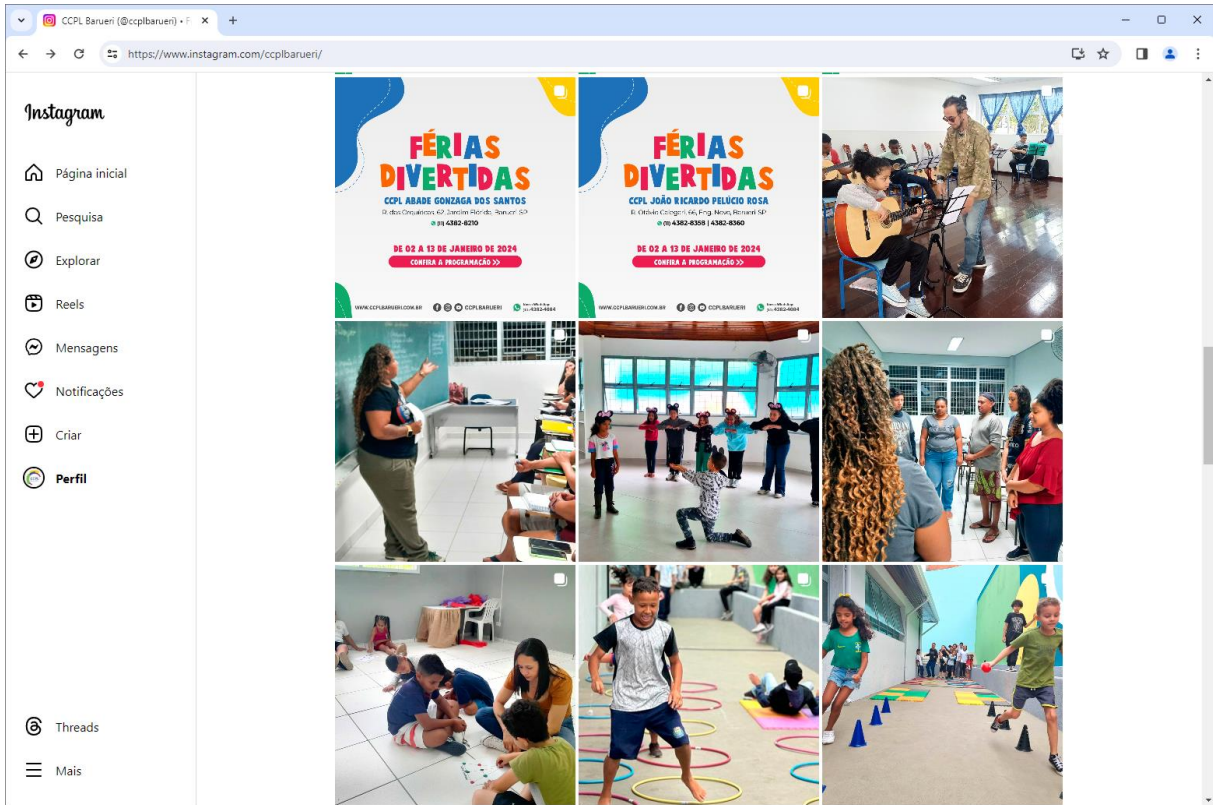 CCPL Barueri (@ccplbarueri) • F
https://www.instagram.com/ccplbarueri/
Instagram
Página inicial
Pesquisa
Explorar
Reels
Mensagens
Notificações
Criar
Perfil
Threads
Mais
FÉRIAS
DIVERTIDAS
CCPL ABADE GONZAGA DOS SANTOS
R. das Orquídeas, 62, Jardim Flórida, Barueri SP
(11) 4382-8210
DE 02 A 13 DE JANEIRO DE 2024
CONFIRA A PROGRAMAÇÃO >>
WWW.CCPLBARUERI.COM.BR CCPLBARUERI
FÉRIAS
DIVERTIDAS
CCPL JOÃO RICARDO PELÚCIO ROSA
R. Otávio Calegari, 66, Eng. Novo, Barueri SP
(11) 4382-8358 | 4382-8360
DE 02 A 13 DE JANEIRO DE 2024
CONFIRA A PROGRAMAÇÃO >>
WWW.CCPLBARUERI.COM.BR CCPLBARUERI